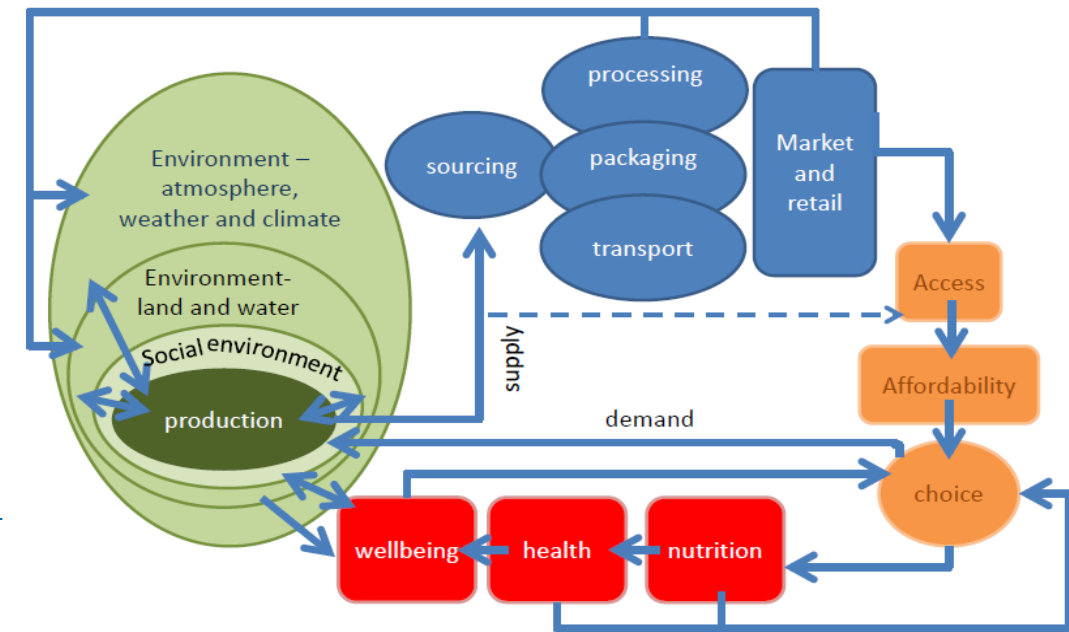 processing
Environment –
atmosphere,
weather and climate
sourcing
packaging
Market
and
retail
transport
Environment-
land and water
Access
Social environment
supply
Affordability
production
demand
choice
wellbeing
health
nutrition